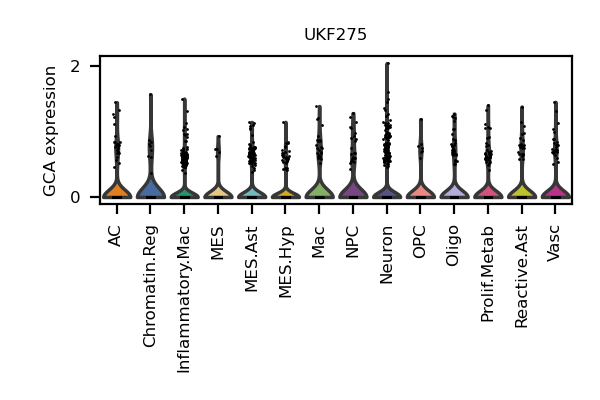 UKF275
GCA expression
2
0
AC
Chromatin.Reg
Inflammatory.Mac
MES
MES.Ast
MES.Hyp
Mac
NPC
Neuron
OPC
Oligo
Prolif.Metab
Reactive.Ast
Vasc